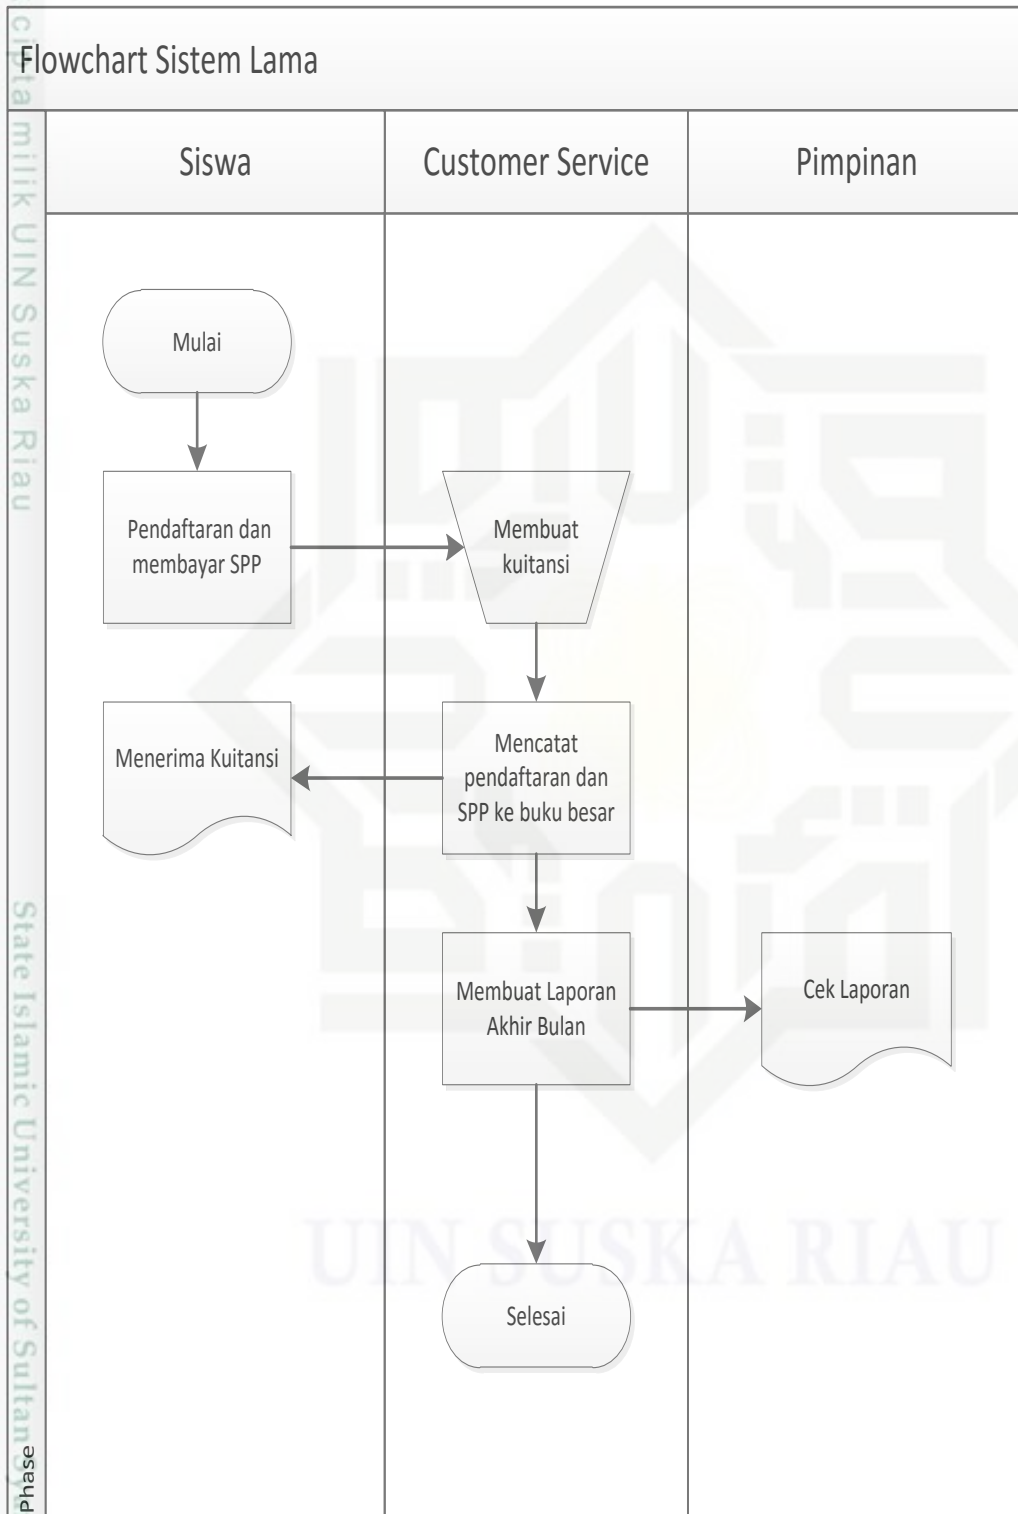 Flowchart Sistem Lama
Siswa
Customer Service
Pimpinan
Mulai
Pendaftaran dan
membayar SPP
Membuat
kuitansi
Menerima Kuitansi
Mencatat
pendaftaran dan
SPP ke buku besar
Membuat Laporan
Akhir Bulan
Cek Laporan
Selesai
Phase
milik UIN Suska Riau
State Islamic University of Sultan
UIN SUSKA RIAU